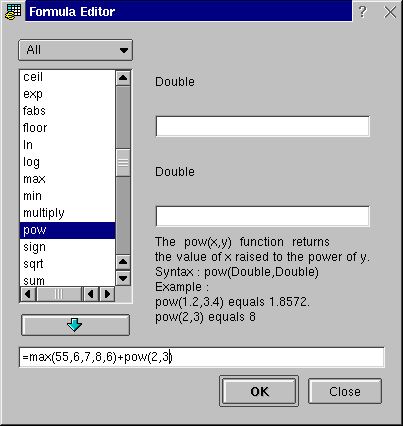 Formula Editor
All
ceil
exp
fabs
floor
ln
log
max
min
multiply
pow
sign
sqrt
sum
Double
Double
The pow(x,y) function returns
the value of x raised to the power of y.
Syntax : pow(Double,Double)
Example :
pow(1.2,3.4) equals 1.8572.
pow(2,3) equals 8
=max(55,6,7,8,6)+pow(2,3)
OK
Close